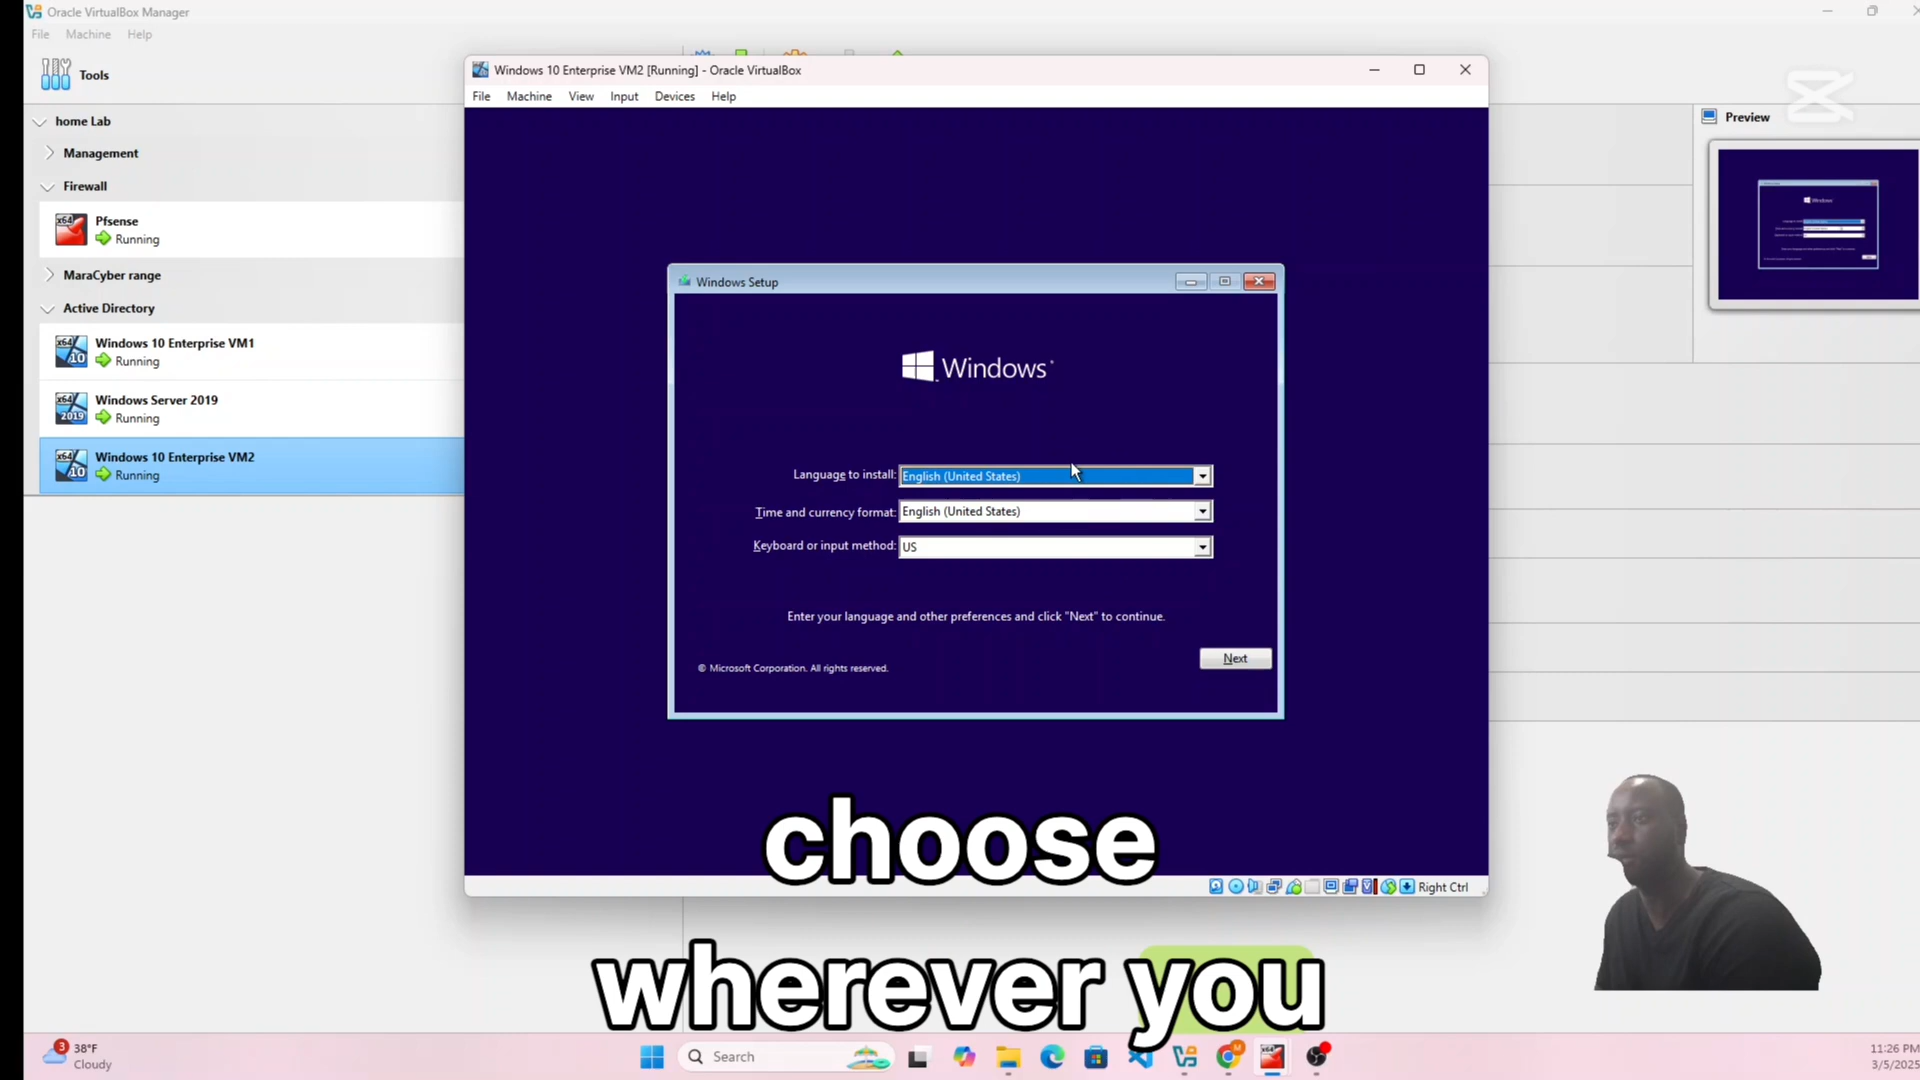 Oracle VirtualBox Manager
File Machine Help
Tools
home Lab
Management
Firewall
Pfsense
Running
MaraCyber range
Active Directory
Windows 10 Enterprise VM1
Running
Windows Server 2019
Running
Windows 10 Enterprise VM2
Running
Windows 10 Enterprise VM2 [Running] - Oracle VirtualBox
File Machine View Input Devices Help
Preview
Windows Setup
Windows
Language to install: English (United States)
Time and currency format: English (United States)
Keyboard or input method: US
Enter your language and other preferences and click "Next" to continue.
Next
© Microsoft Corporation. All rights reserved.
Right Ctrl
choose
wherever you
3
38°F
Cloudy
Search
11:26 PM
3/5/2025